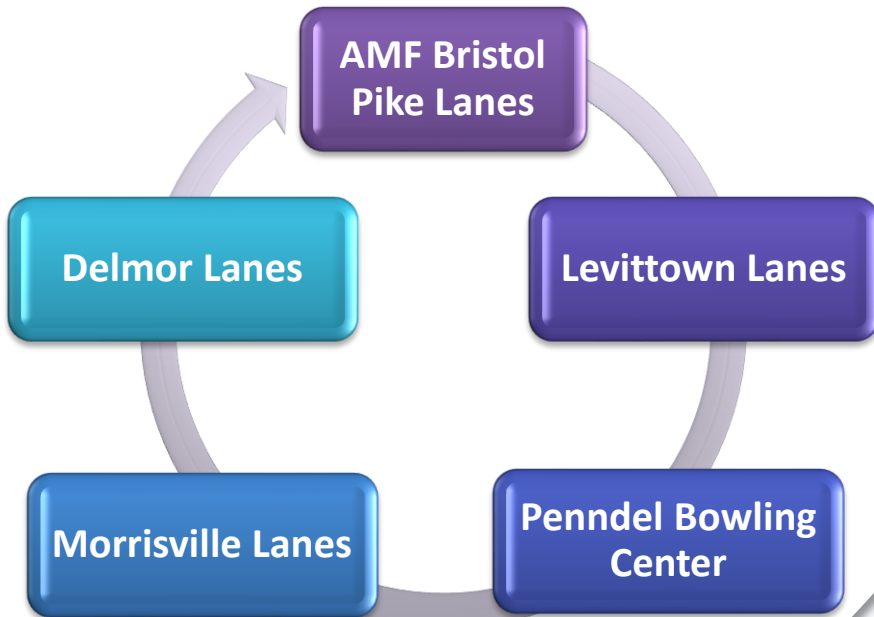 AMF Bristol
Pike Lanes
Levittown Lanes
Penndel Bowling
Center
Morrisville Lanes
Delmor Lanes